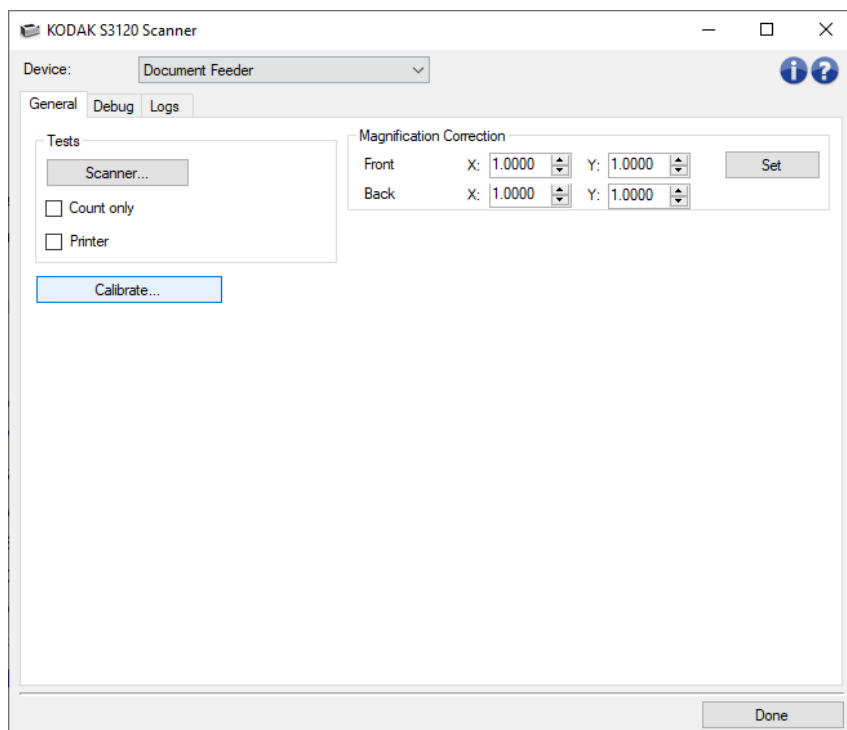 KODAK S3120 Scanner
Device: Document Feeder
General Debug Logs
Tests
Scanner...
Count only
Printer
Calibrate...
Magnification Correction
Front X: 1.0000 Y: 1.0000 Set
Back X: 1.0000 Y: 1.0000
Done